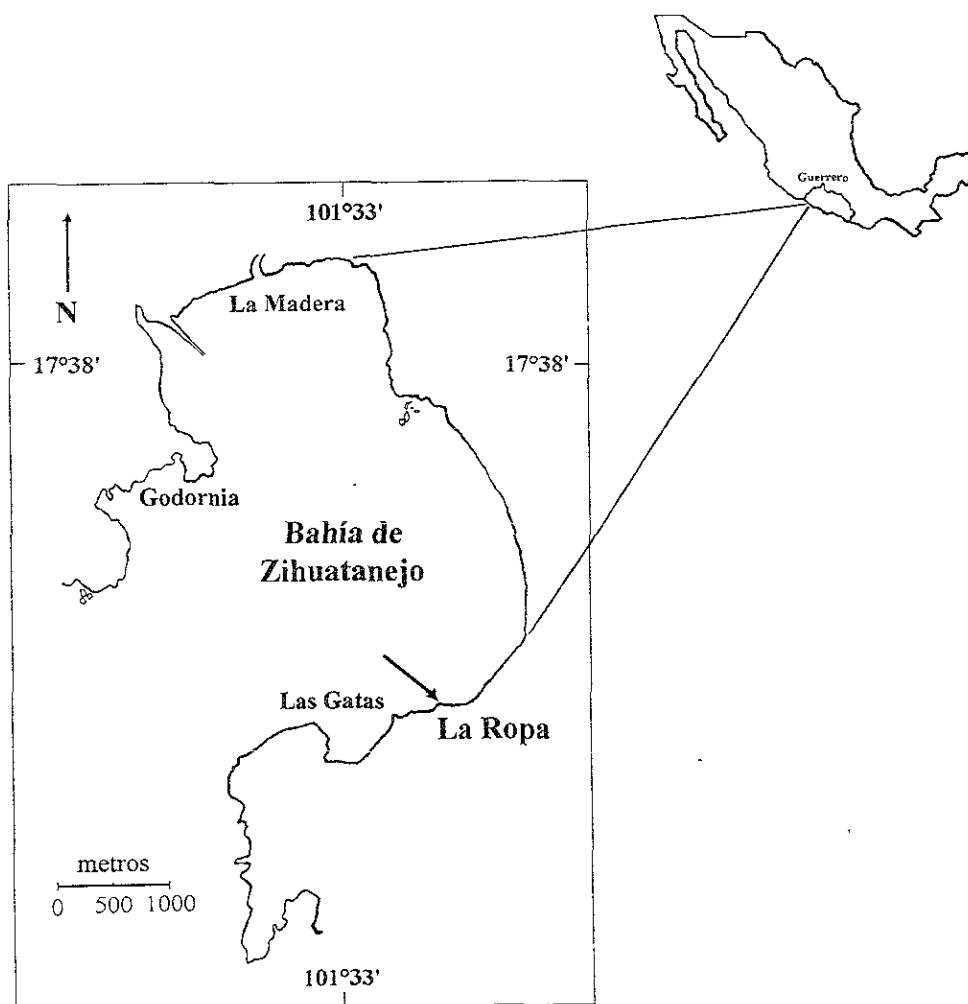 Guerrero
101°33'
N
La Madera
17°38'
17°38'
Godornia
Bahía de
Zihuatanejo
Las Gatas
La Ropa
metros
0 500 1000
101°33'